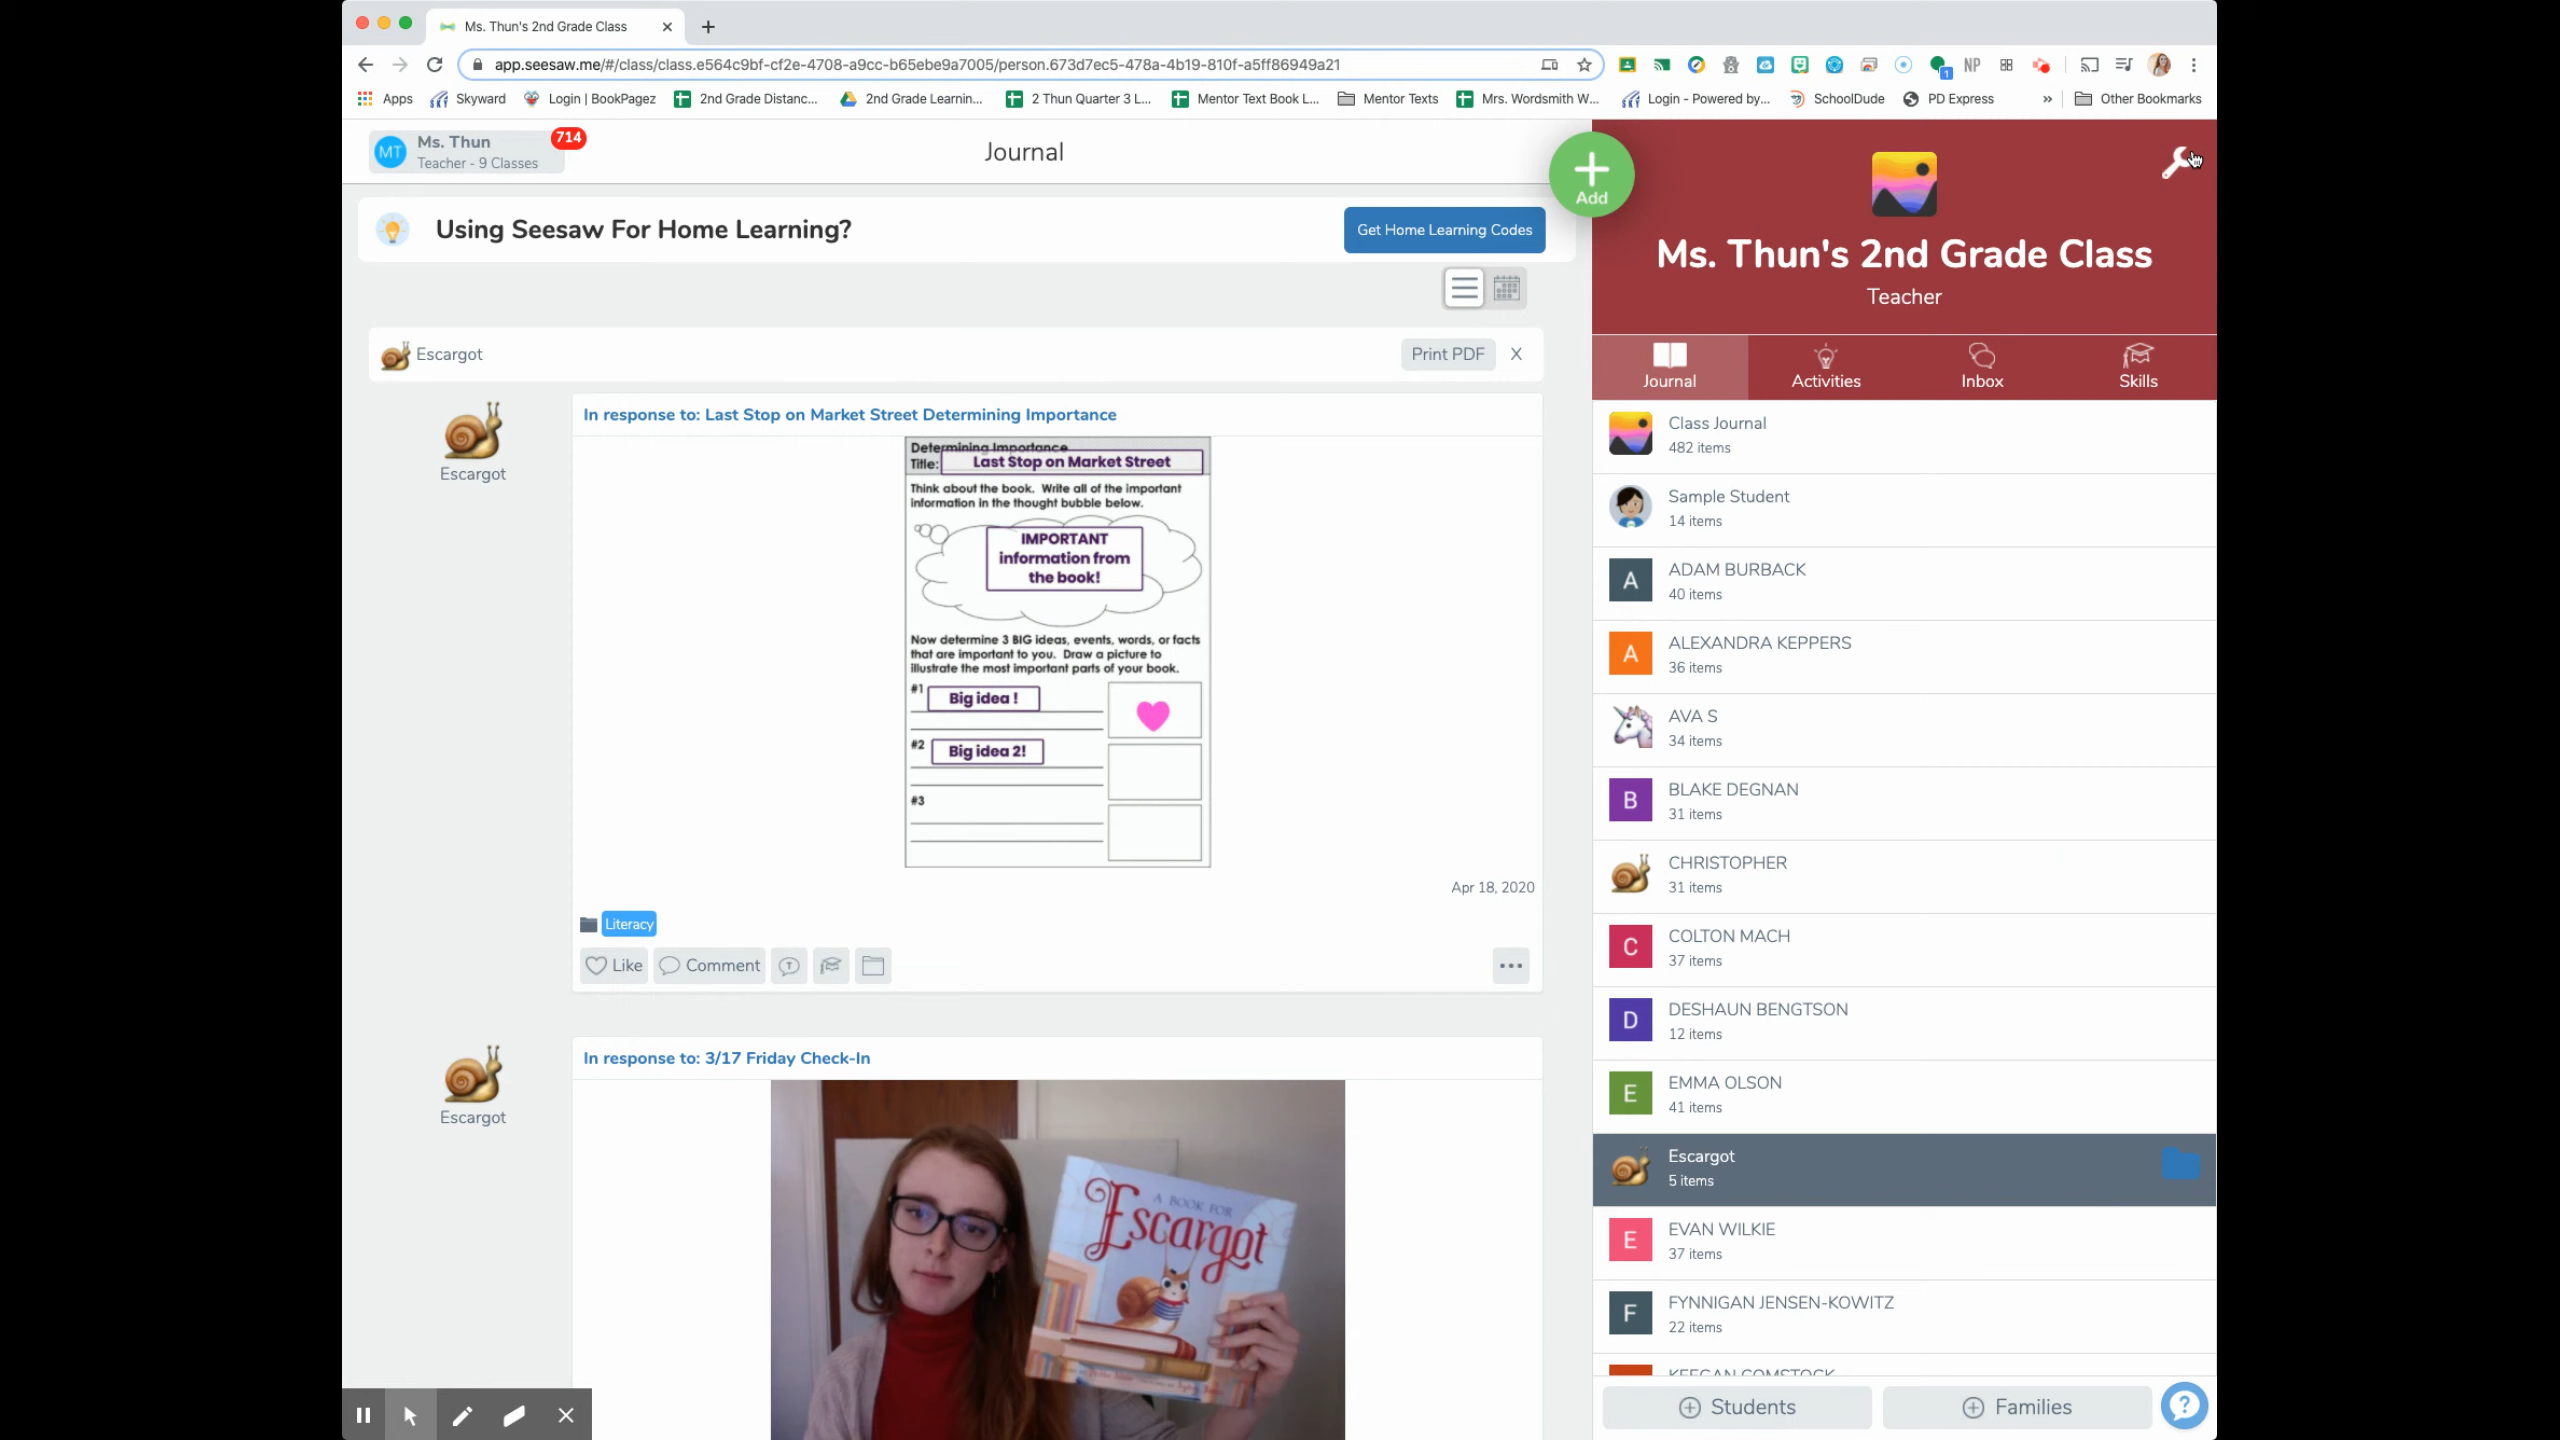 Ms. Thun's 2nd Grade Class
app.seesaw.me/#/class/class.e564c9bf-cf2e-4708-a9cc-b65ebe9a7005/person.673d7ec5-478a-4b19-810f-a5ff86949a21
1
NP
Apps
Skyward
Login | BookPagez
2nd Grade Distanc...
2nd Grade Learnin...
2 Thun Quarter 3 L...
Mentor Text Book L...
Mentor Texts
Mrs. Wordsmith W...
Login - Powered by...
SchoolDude
PD Express
»
Other Bookmarks
MT
Ms. Thun
Teacher - 9 Classes
714
Journal
Add
Using Seesaw For Home Learning?
Get Home Learning Codes
Escargot
Print PDF
X
Escargot
In response to: Last Stop on Market Street Determining Importance
Determining Importance
Title: Last Stop on Market Street
Think about the book. Write all of the important
information in the thought bubble below.
IMPORTANT
information from
the book!
Now determine 3 BIG ideas, events, words, or facts
that are important to you. Draw a picture to
illustrate the most important parts of your book.
#1 Big idea !
#2 Big idea 2!
#3
Apr 18, 2020
Literacy
Like
Comment
Escargot
In response to: 3/17 Friday Check-In
A BOOK FOR
Escargot
Ms. Thun's 2nd Grade Class
Teacher
Journal
Activities
Inbox
Skills
Class Journal
482 items
Sample Student
14 items
A
ADAM BURBACK
40 items
A
ALEXANDRA KEPPERS
36 items
AVA S
34 items
B
BLAKE DEGNAN
31 items
CHRISTOPHER
31 items
C
COLTON MACH
37 items
D
DESHAUN BENGTSON
12 items
E
EMMA OLSON
41 items
Escargot
5 items
E
EVAN WILKIE
37 items
F
FYNNIGAN JENSEN-KOWITZ
22 items
KEEGAN COMSTOCK
Students
Families
?